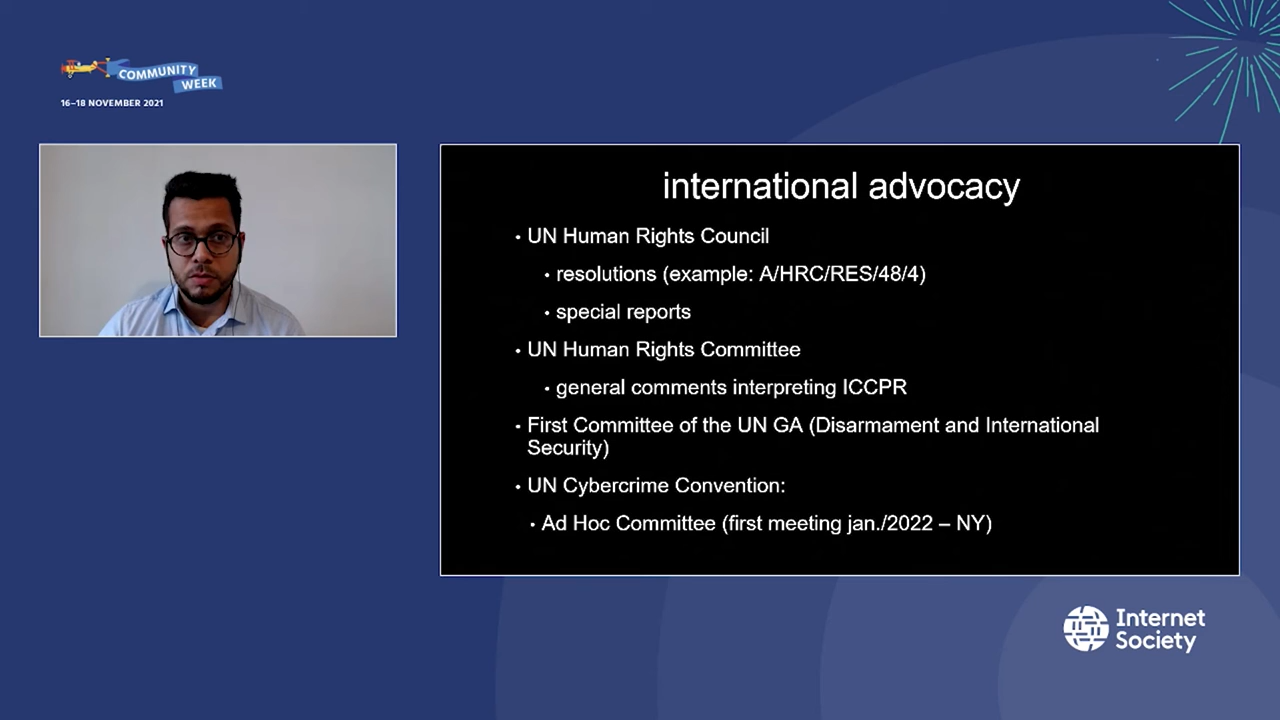 COMMUNITY
WEEK
16–18 NOVEMBER 2021
international advocacy
• UN Human Rights Council
• resolutions (example: A/HRC/RES/48/4)
• special reports
• UN Human Rights Committee
• general comments interpreting ICCPR
• First Committee of the UN GA (Disarmament and International
Security)
• UN Cybercrime Convention:
• Ad Hoc Committee (first meeting jan./2022 – NY)
Internet
Society